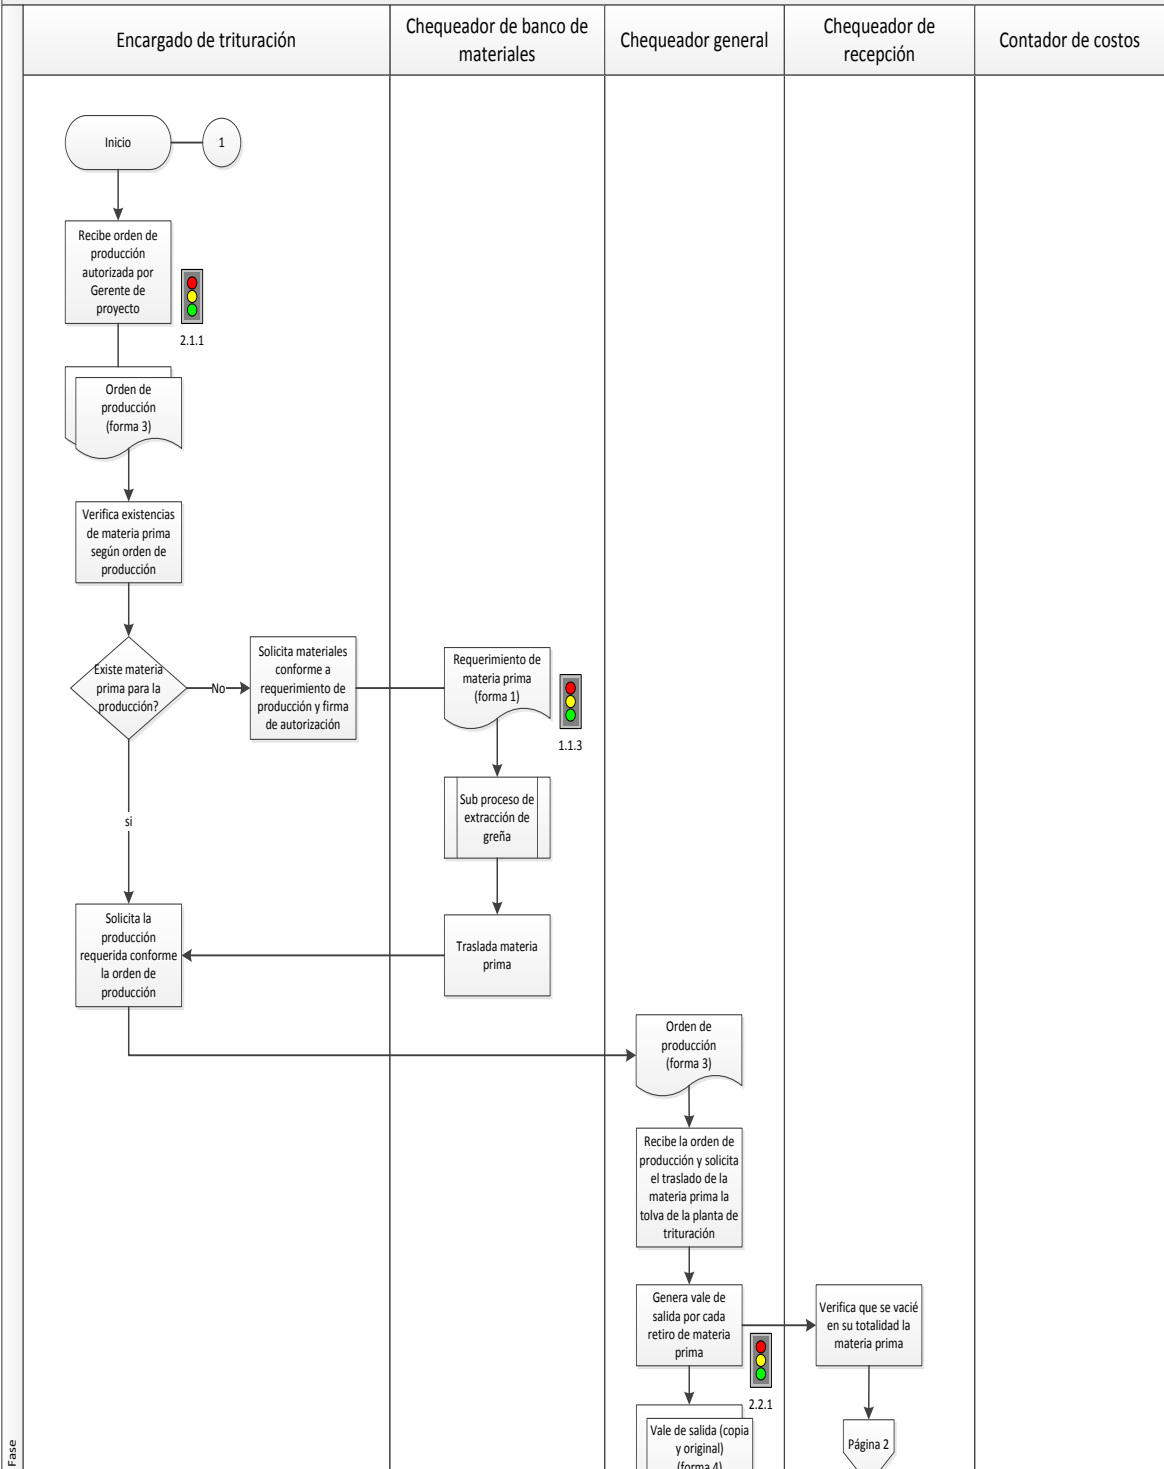 Encargado de trituración
Chequeador de banco de
materiales
Chequeador general
Chequeador de
recepción
Contador de costos
Inicio
1
Recibe orden de
producción
autorizada por
Gerente de
proyecto
2.1.1
Orden de
producción
(forma 3)
Verifica existencias
de materia prima
según orden de
producción
Existe materia
prima para la
producción?
No
Solicita materiales
conforme a
requerimiento de
producción y firma
de autorización
Requerimiento de
materia prima
(forma 1)
1.1.3
Sub proceso de
extracción de
greña
si
Solicita la
producción
requerida conforme
la orden de
producción
Traslada materia
prima
Orden de
producción
(forma 3)
Recibe la orden de
producción y solicita
el traslado de la
materia prima la
tolva de la planta de
trituración
Genera vale de
salida por cada
retiro de materia
prima
2.2.1
Verifica que se vacié
en su totalidad la
materia prima
Vale de salida (copia
y original)
(forma 4)
Página 2
Fase